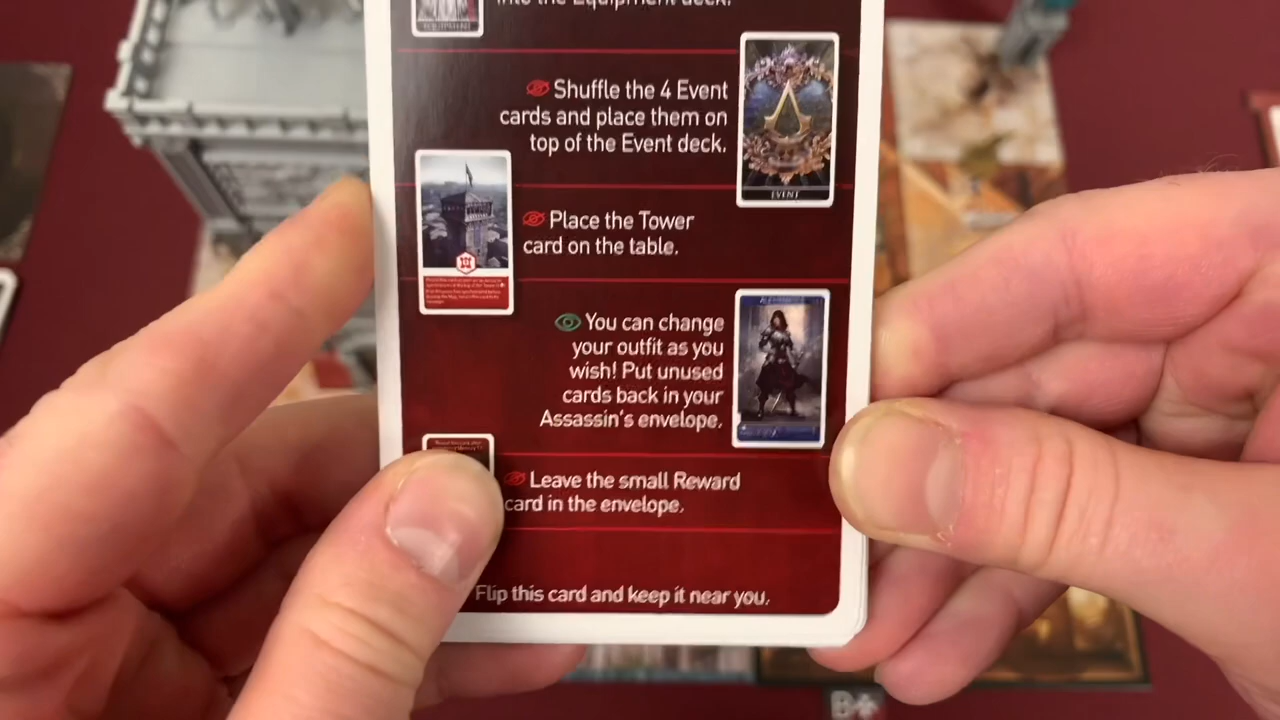 into the Equipment deck.
EQUIPMENT
Shuffle the 4 Event
cards and place them on
top of the Event deck.
EVENT
Place the Tower
card on the table.
You can change
your outfit as you
wish! Put unused
cards back in your
Assassin's envelope.
Leave the small Reward
card in the envelope.
Flip this card and keep it near you.
B+